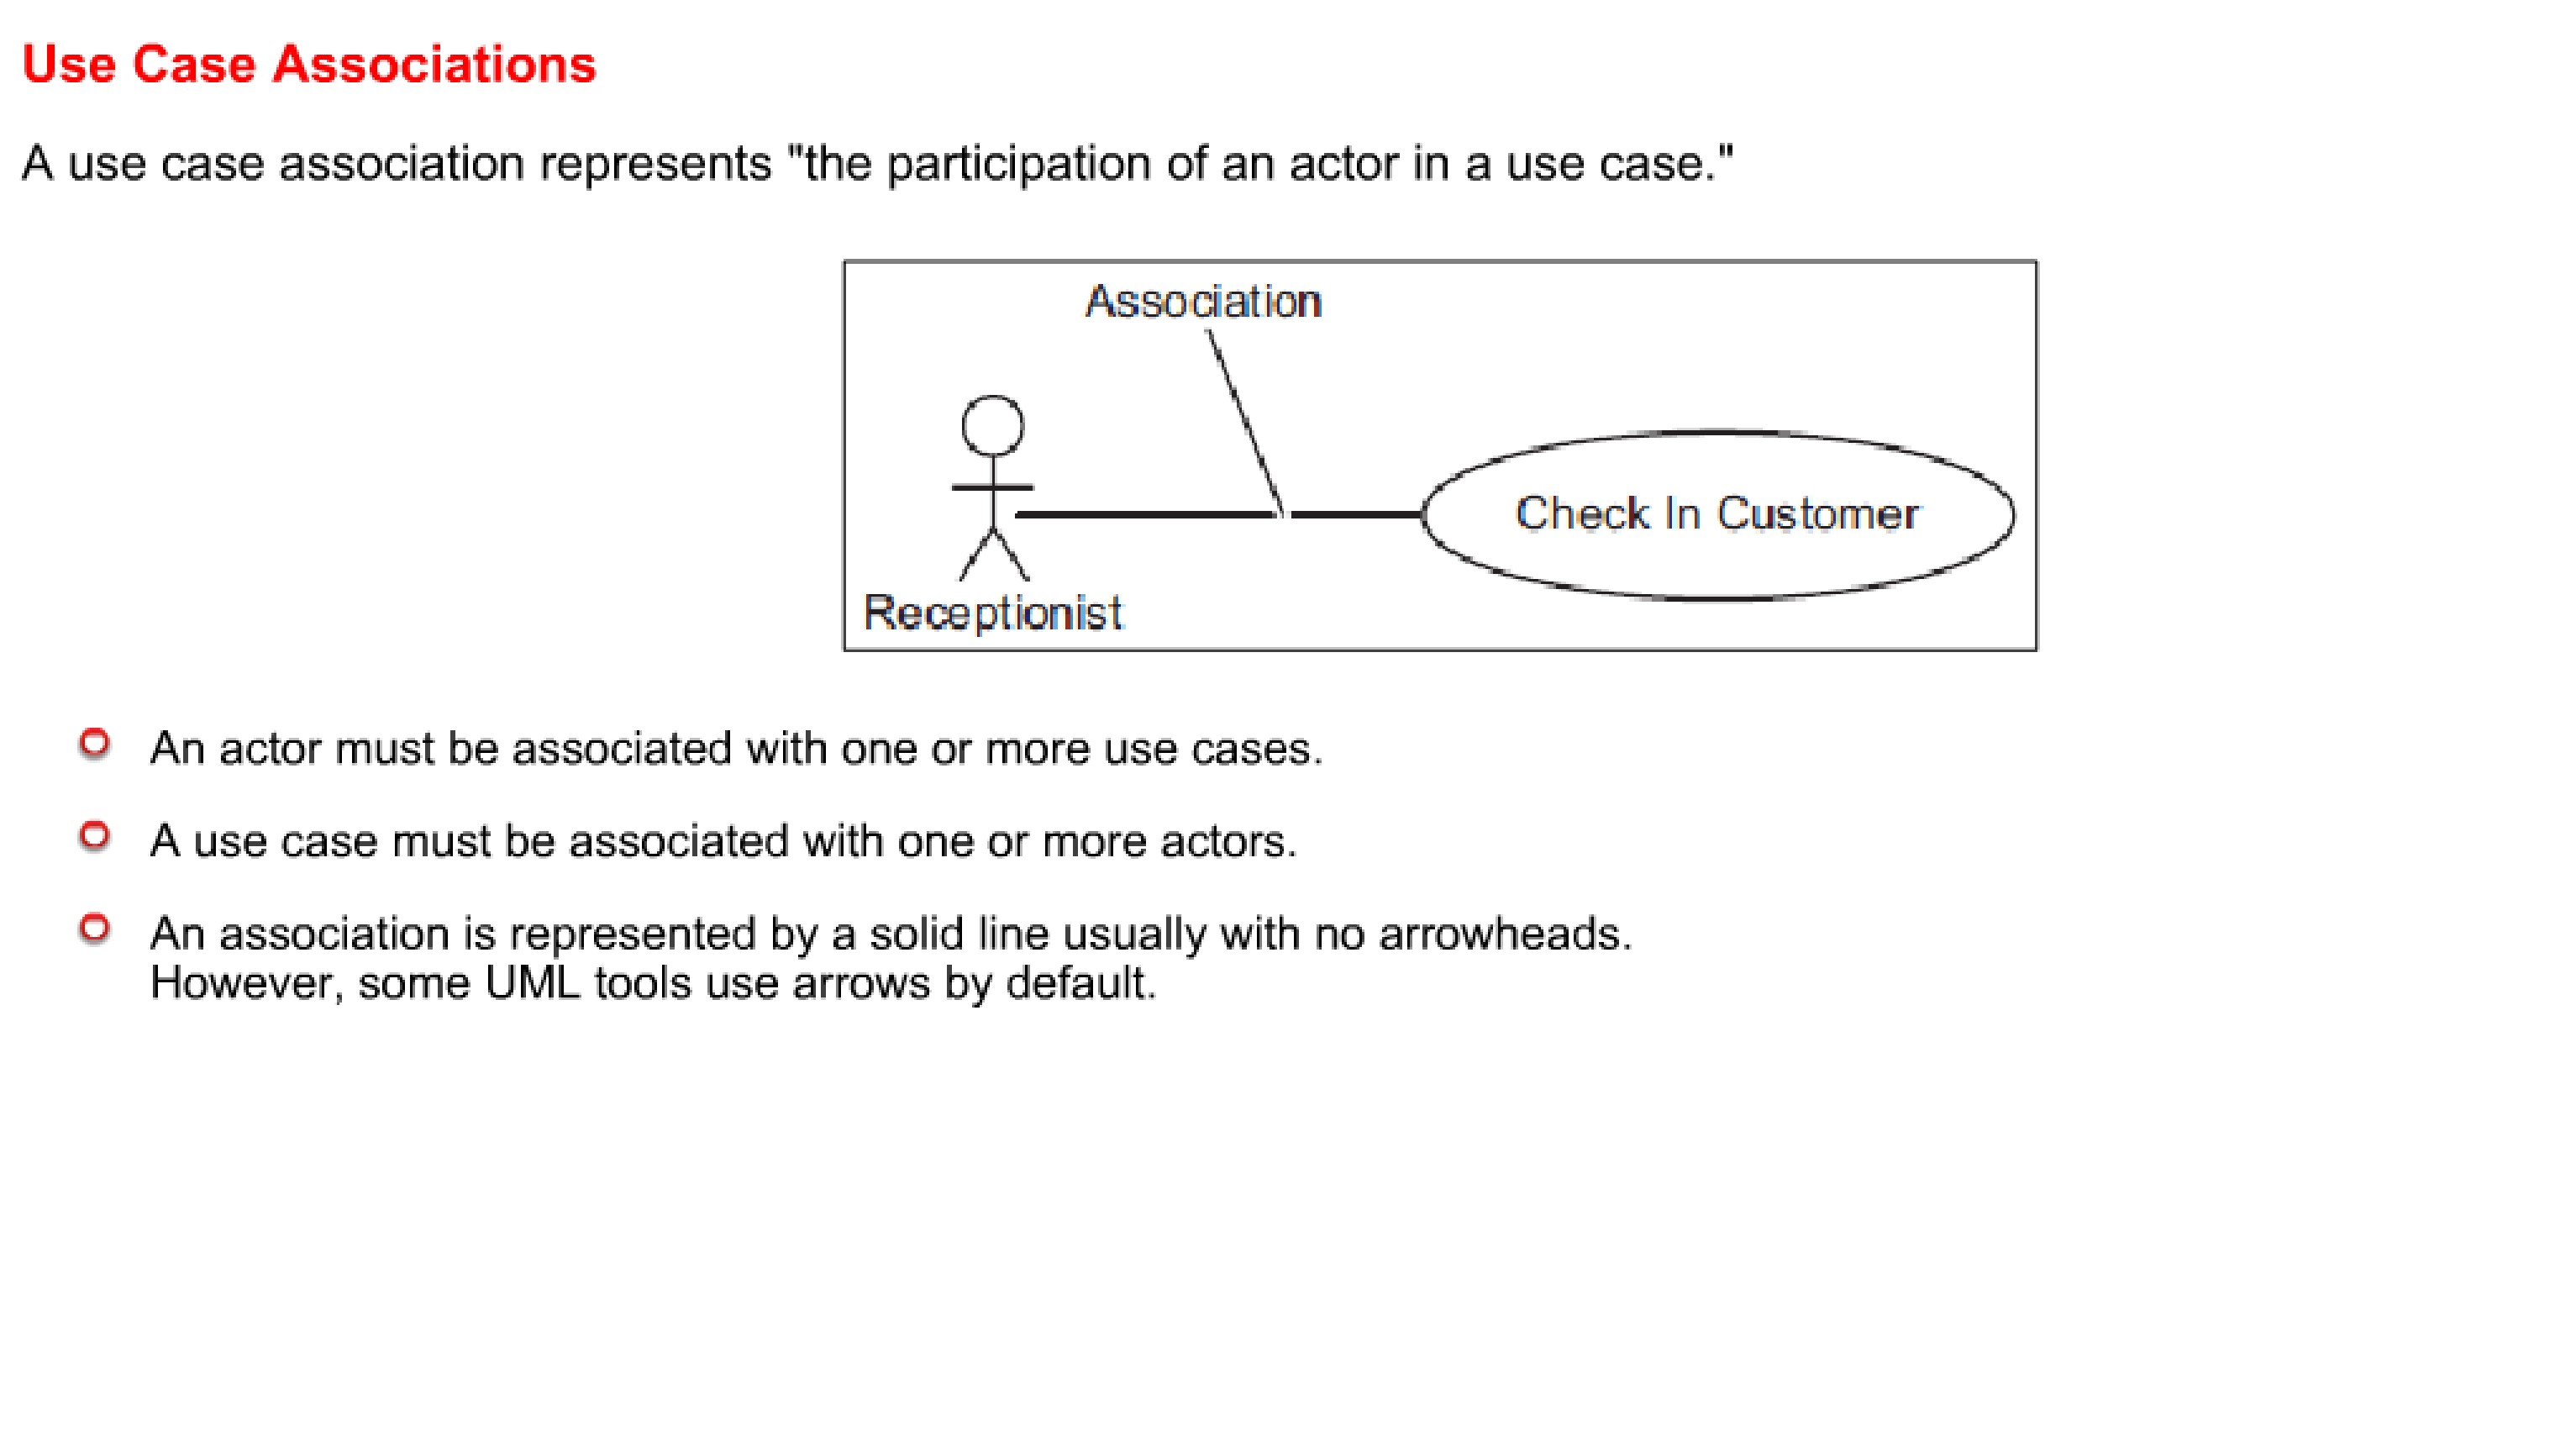 Use Case Associations
A use case association represents "the participation of an actor in a use case."
Association
Check In Customer
Receptionist
An actor must be associated with one or more use cases.
A use case must be associated with one or more actors.
An association is represented by a solid line usually with no arrowheads.
However, some UML tools use arrows by default.